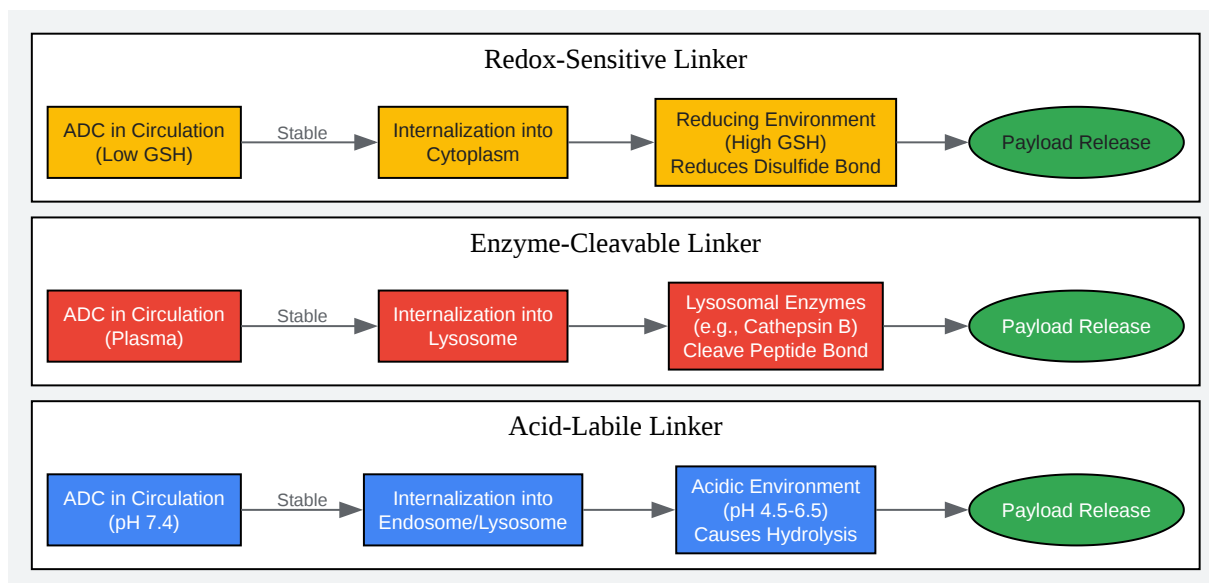 Redox-Sensitive Linker
ADC in Circulation
(Low GSH)
Stable
Internalization into
Cytoplasm
Reducing Environment
(High GSH)
Reduces Disulfide Bond
Payload Release
Enzyme-Cleavable Linker
ADC in Circulation
(Plasma)
Stable
Internalization into
Lysosome
Lysosomal Enzymes
(e.g., Cathepsin B)
Cleave Peptide Bond
Payload Release
Acid-Labile Linker
ADC in Circulation
(pH 7.4)
Stable
Internalization into
Endosome/Lysosome
Acidic Environment
(pH 4.5-6.5)
Causes Hydrolysis
Payload Release